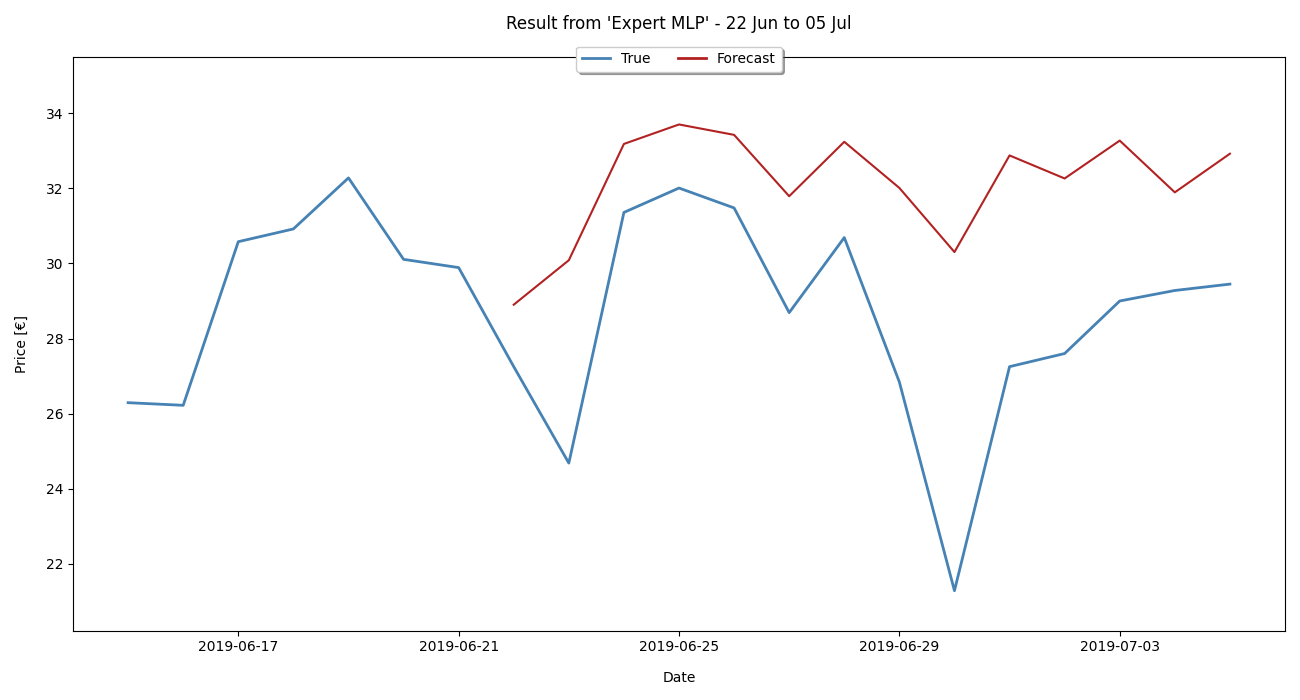 Result from 'Expert MLP' - 22 Jun to 05 Jul
True Forecast
34
32
30
28
26
24
22
Price [€]
2019-06-17 2019-06-21 2019-06-25 2019-06-29 2019-07-03
Date